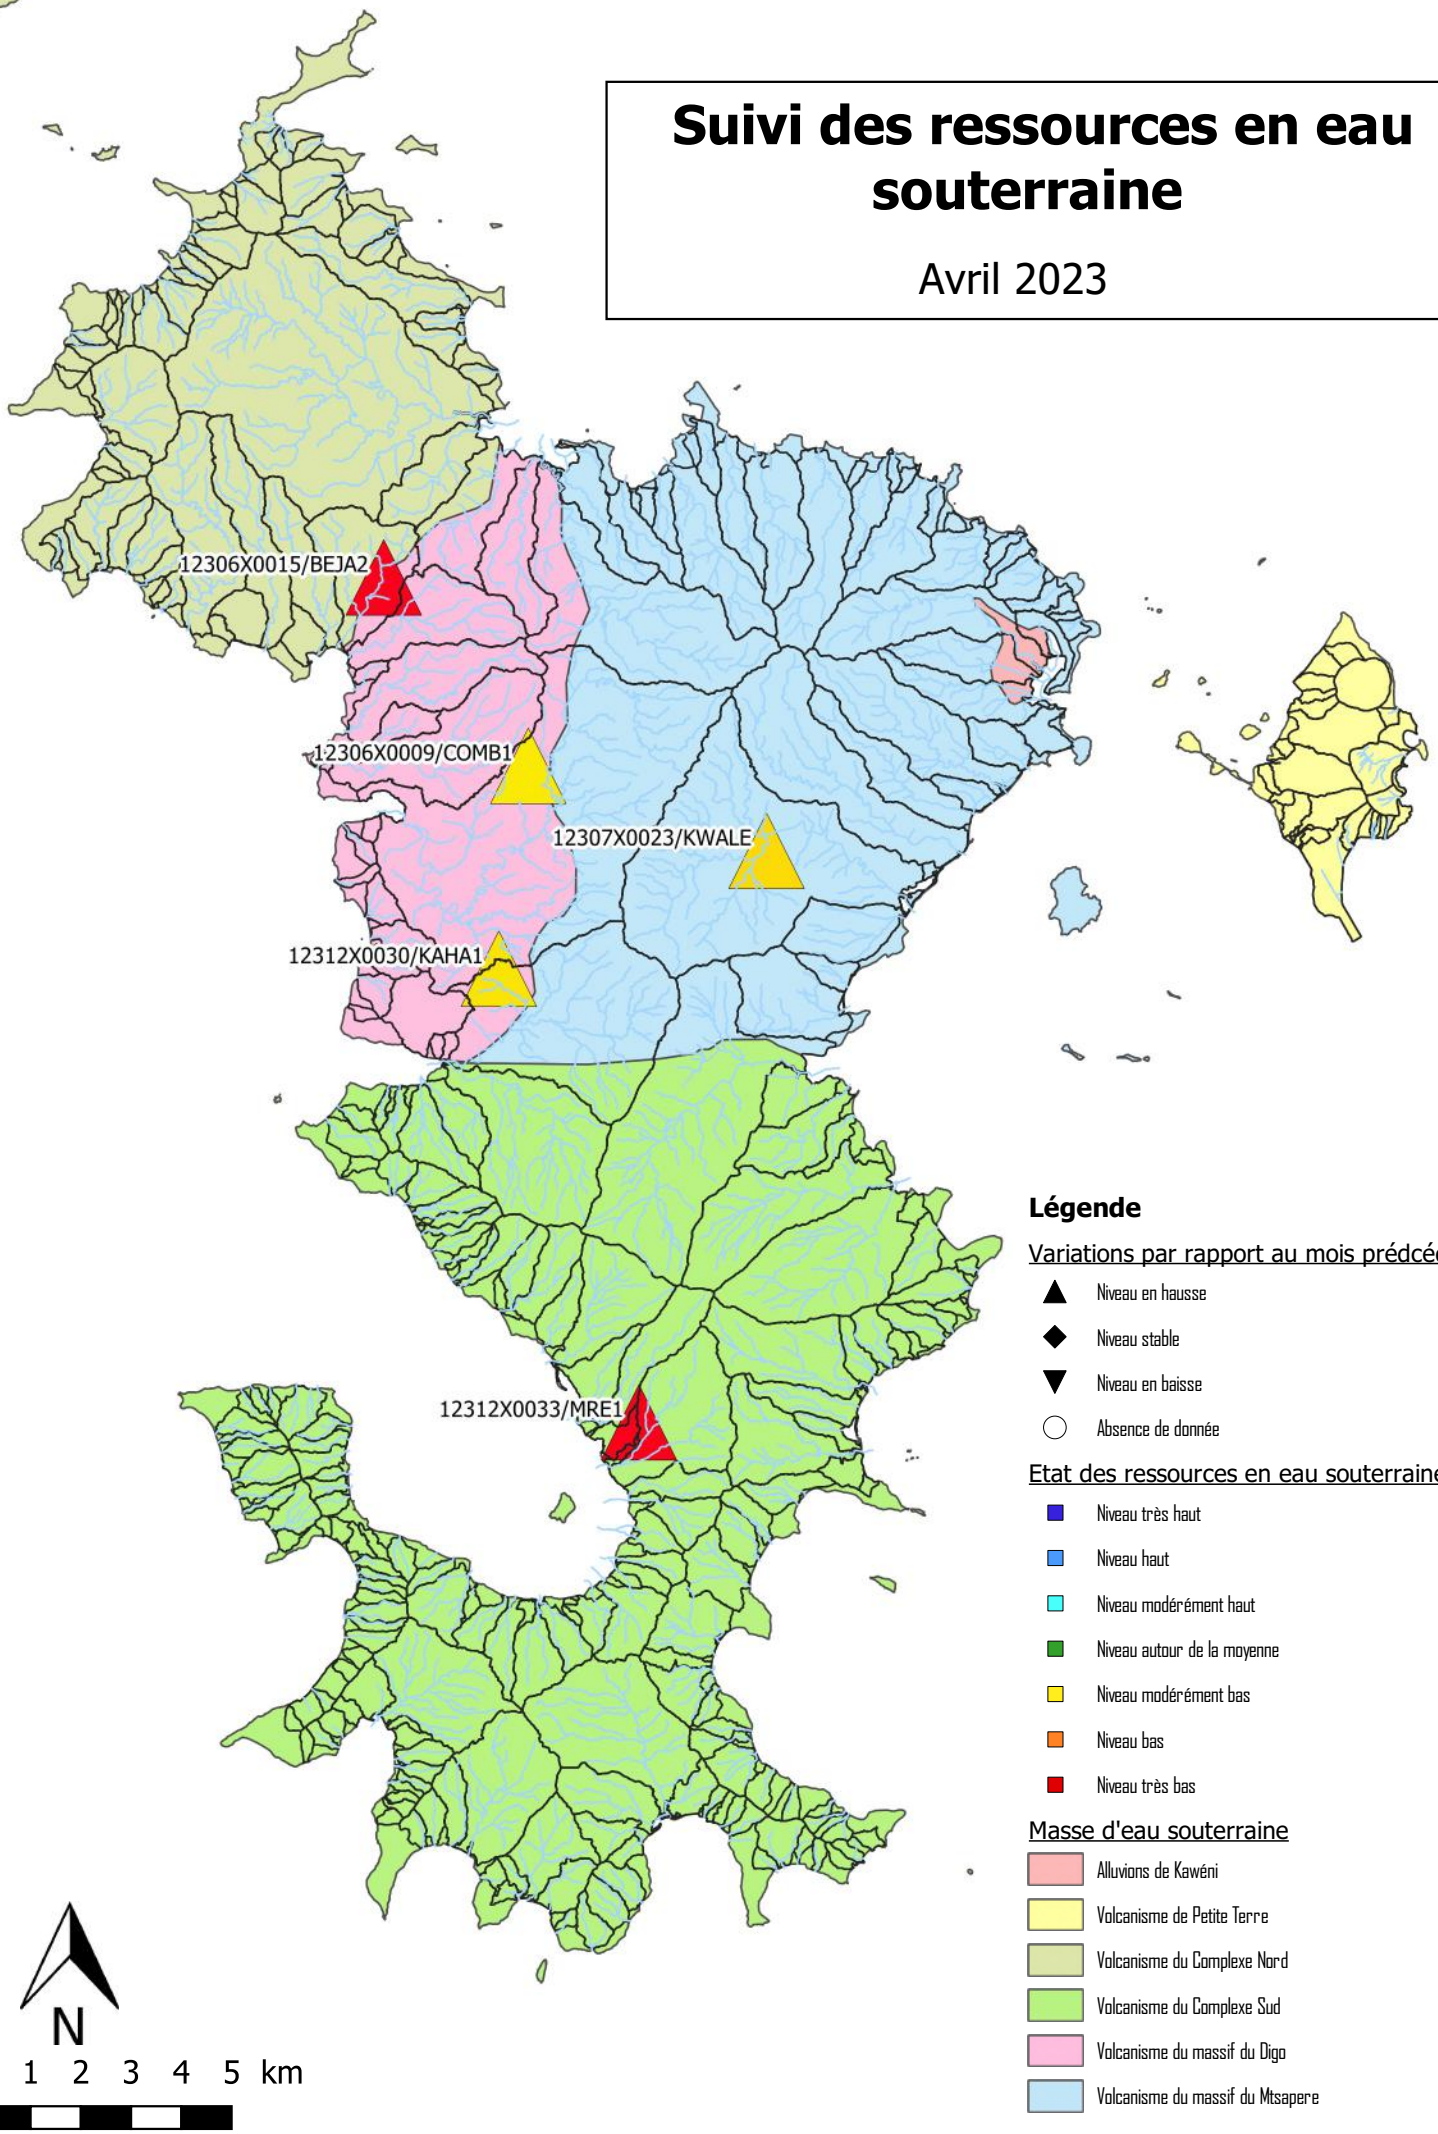 Suivi des ressources en eau
souterraine
Avril 2023
12306X0015/BEJA2
12306X0009/COMB1
12307X0023/KWALE
12312X0030/KAHA1
12312X0033/MRE1
Légende
Variations par rapport au mois prédcé
Niveau en hausse
Niveau stable
Niveau en baisse
Absence de donnée
Etat des ressources en eau souterraine
Niveau très haut
Niveau haut
Niveau modérément haut
Niveau autour de la moyenne
Niveau modérément bas
Niveau bas
Niveau très bas
Masse d'eau souterraine
Alluvions de Kawéni
Volcanisme de Petite Terre
Volcanisme du Complexe Nord
Volcanisme du Complexe Sud
Volcanisme du massif du Digo
Volcanisme du massif du Mtsapere
N
1 2 3 4 5 km